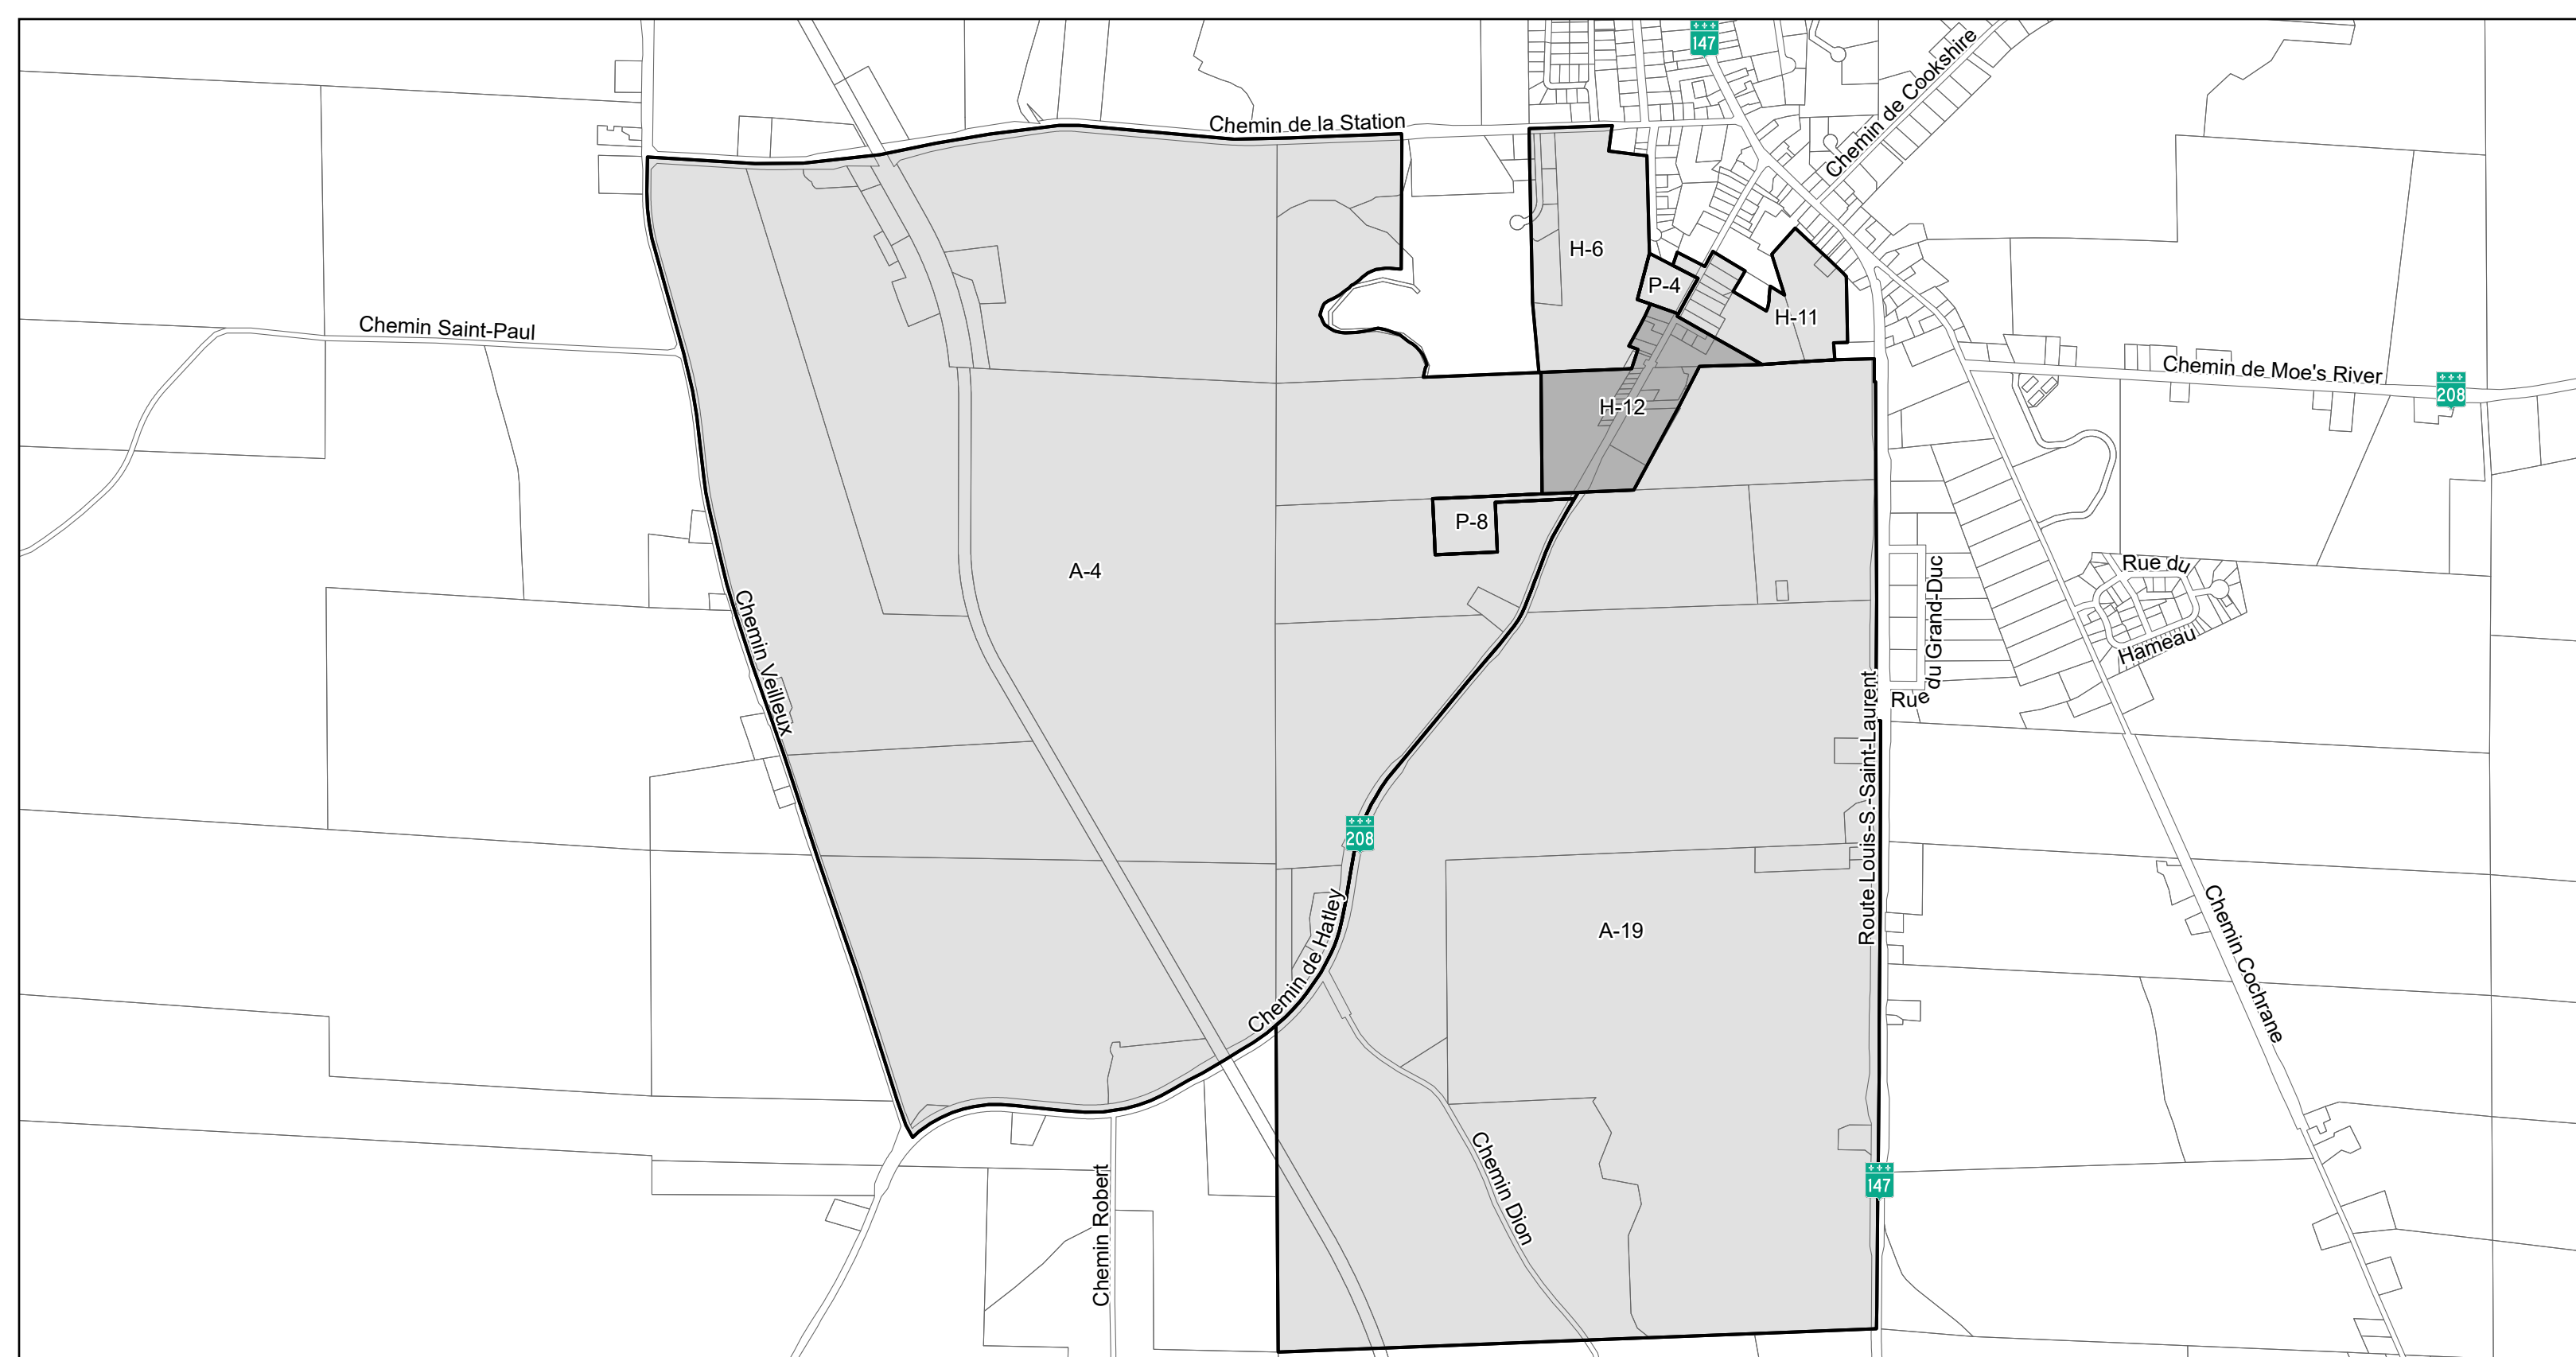 147
Chemin de Cookshire
Chemin de la Station
H-6
P-4
H-11
Chemin Saint-Paul
Chemin de Moe's River
208
H-12
P-8
A-4
Rue du
Hameau
Rue
du Grand-Duc
Chemin Veilleux
Route Louis-S.-Saint-Laurent
208
A-19
Chemin de Hatley
Chemin Cochrane
147
Chemin Dion
Chemin Robert